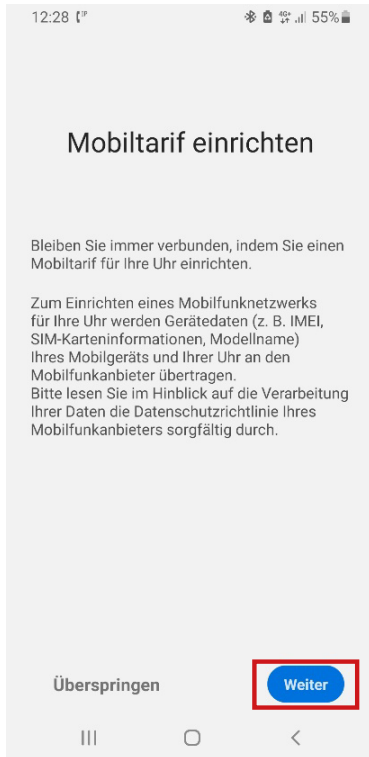 12:28
4G+ 55%
Mobiltarif einrichten
Bleiben Sie immer verbunden, indem Sie einen
Mobiltarif für Ihre Uhr einrichten.
Zum Einrichten eines Mobilfunknetzwerks
für Ihre Uhr werden Gerätedaten (z. B. IMEI,
SIM-Karteninformationen, Modellname)
Ihres Mobilgeräts und Ihrer Uhr an den
Mobilfunkanbieter übertragen.
Bitte lesen Sie im Hinblick auf die Verarbeitung
Ihrer Daten die Datenschutzrichtlinie Ihres
Mobilfunkanbieters sorgfältig durch.
Überspringen
Weiter